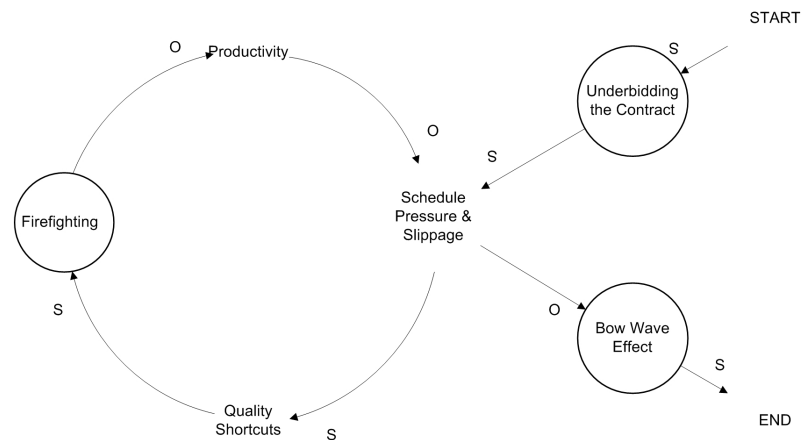 START
S
O
Productivity
Underbidding
the Contract
O
S
Schedule
Pressure &
Slippage
Firefighting
S
O
Bow Wave
Effect
S
Quality
Shortcuts
S
END